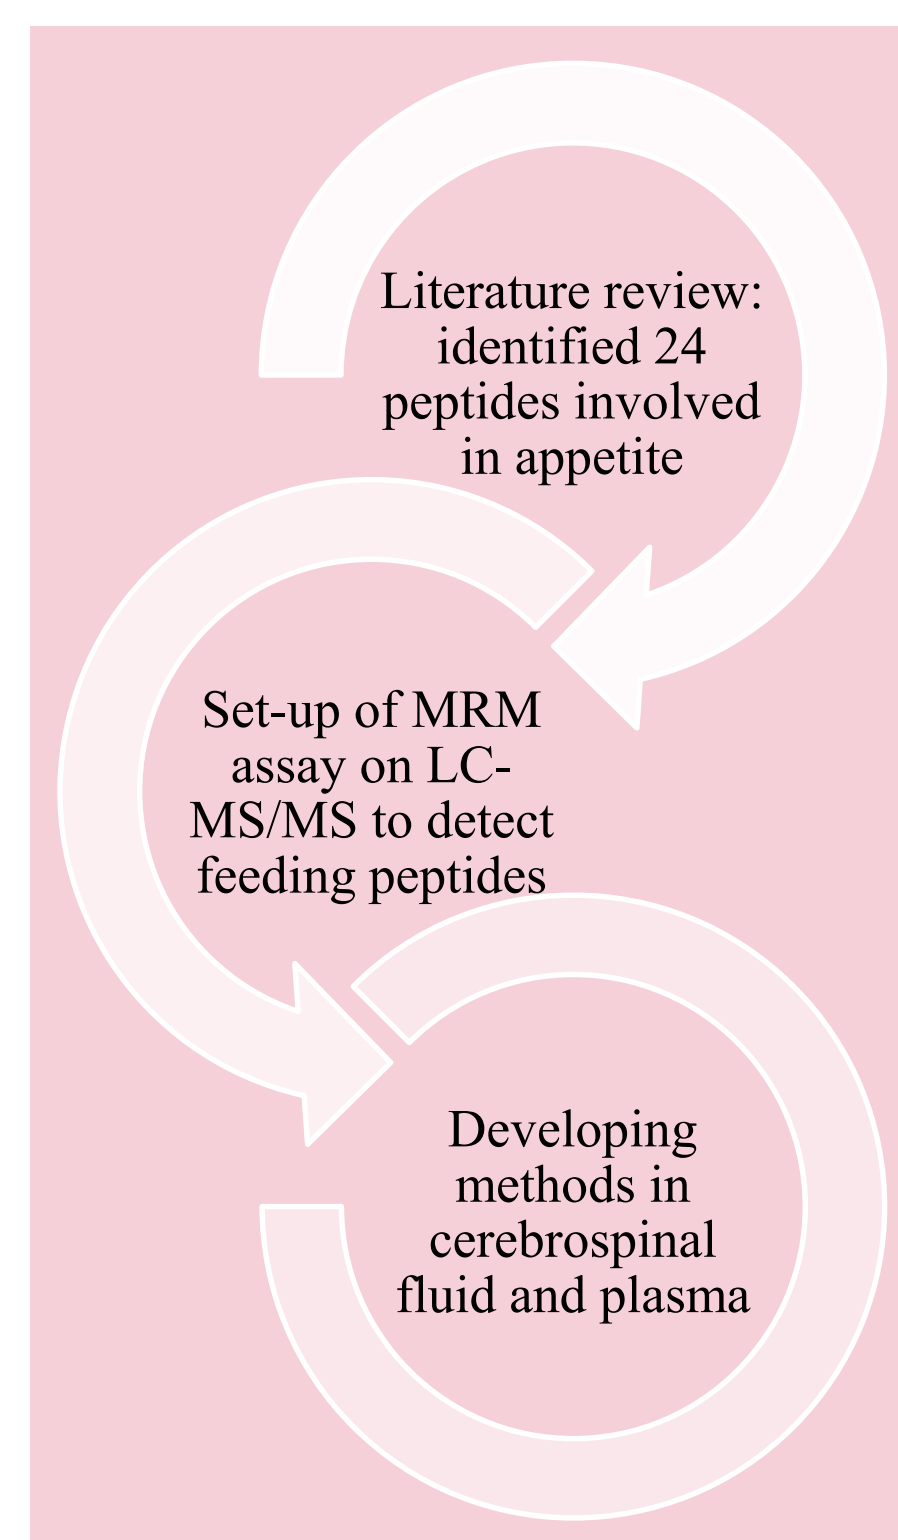 Literature review:
identified 24
peptides involved
in appetite
Set-up of MRM
assay on LC-
MS/MS to detect
feeding peptides
Developing
methods in
cerebrospinal
fluid and plasma